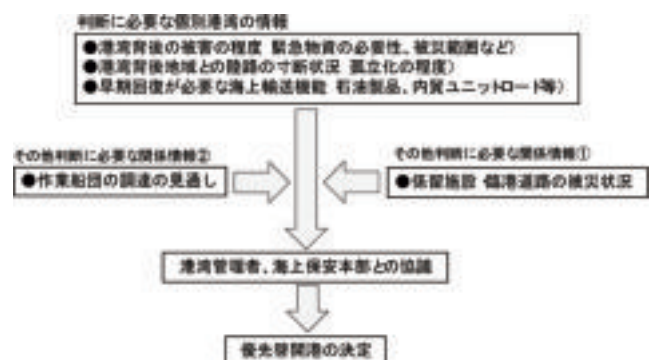 判断に必要な個別港湾の情報
●港湾背後の被害の程度 緊急物資の必要性、被災範囲など)
●港湾背後地域との陸路の寸断状況 孤立化の程度)
●早期回復が必要な海上輸送機能 石油製品、内貿ユニットロード等)
その他判断に必要な関係情報②
●作業船団の調達の見通し
その他判断に必要な関係情報①
●係留施設 臨港道路の被災状況
港湾管理者、海上保安本部との協議
優先啓開港の決定